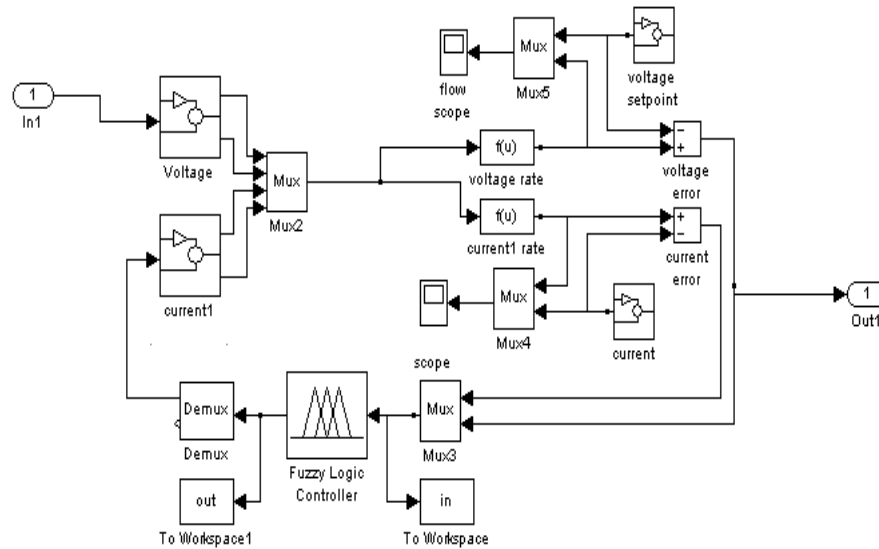 1
In1
Voltage
current1
Mux
Mux2
flow
scope
Mux
Mux5
voltage
setpoint
f(u)
voltage rate
f(u)
current1 rate
−
+
voltage
error
+
−
current
error
Mux
Mux4
current
scope
1
Out1
Demux
Demux
Fuzzy Logic
Controller
Mux
Mux3
out
To Workspace1
in
To Workspace